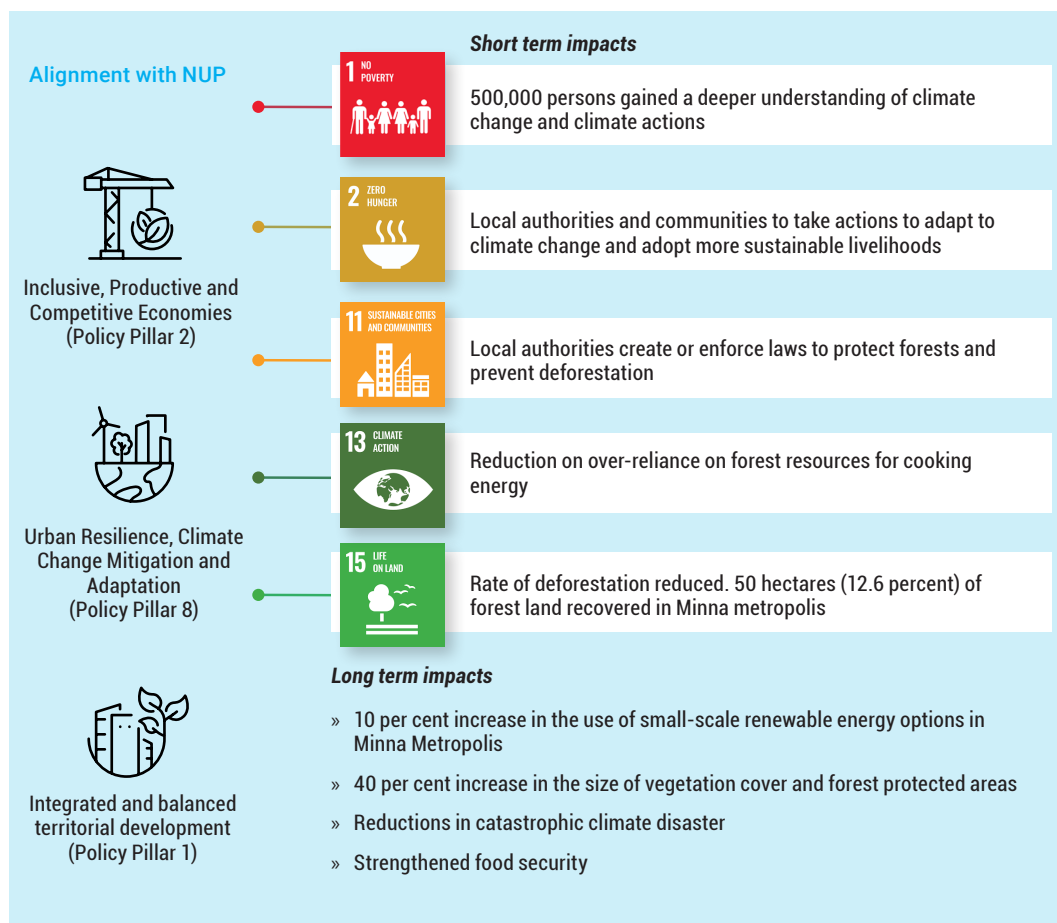 Alignment with NUP
Inclusive, Productive and
Competitive Economies
(Policy Pillar 2)
Urban Resilience, Climate
Change Mitigation and
Adaptation
(Policy Pillar 8)
Integrated and balanced
territorial development
(Policy Pillar 1)
Short term impacts
1 NO
POVERTY
500,000 persons gained a deeper understanding of climate
change and climate actions
2 ZERO
HUNGER
Local authorities and communities to take actions to adapt to
climate change and adopt more sustainable livelihoods
11 SUSTAINABLE CITIES
AND COMMUNITIES
Local authorities create or enforce laws to protect forests and
prevent deforestation
13 CLIMATE
ACTION
Reduction on over-reliance on forest resources for cooking
energy
15 LIFE
ON LAND
Rate of deforestation reduced. 50 hectares (12.6 percent) of
forest land recovered in Minna metropolis
Long term impacts
» 10 per cent increase in the use of small-scale renewable energy options in
Minna Metropolis
» 40 per cent increase in the size of vegetation cover and forest protected areas
» Reductions in catastrophic climate disaster
» Strengthened food security